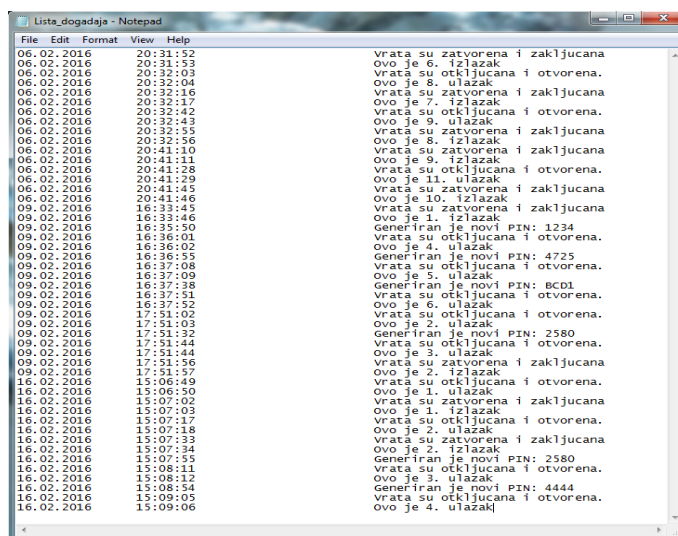 Lista_dogadaja - Notepad
File Edit Format View Help
06.02.2016 20:31:52 Vrata su zatvorena i zakljucana
06.02.2016 20:31:53 Ovo je 6. izlazak
06.02.2016 20:32:03 Vrata su otkljucana i otvorena.
06.02.2016 20:32:04 Ovo je 8. ulazak
06.02.2016 20:32:16 Vrata su zatvorena i zakljucana
06.02.2016 20:32:17 Ovo je 7. izlazak
06.02.2016 20:32:42 Vrata su otkljucana i otvorena.
06.02.2016 20:32:43 Ovo je 9. ulazak
06.02.2016 20:32:55 Vrata su zatvorena i zakljucana
06.02.2016 20:32:56 Ovo je 8. izlazak
06.02.2016 20:41:10 Vrata su zatvorena i zakljucana
06.02.2016 20:41:11 Ovo je 9. izlazak
06.02.2016 20:41:28 Vrata su otkljucana i otvorena.
06.02.2016 20:41:29 Ovo je 11. ulazak
06.02.2016 20:41:45 Vrata su zatvorena i zakljucana
06.02.2016 20:41:46 Ovo je 10. izlazak
09.02.2016 16:33:45 Vrata su zatvorena i zakljucana
09.02.2016 16:33:46 Ovo je 1. izlazak
09.02.2016 16:35:50 Generiran je novi PIN: 1234
09.02.2016 16:36:01 Vrata su otkljucana i otvorena.
09.02.2016 16:36:02 Ovo je 4. ulazak
09.02.2016 16:36:55 Generiran je novi PIN: 4725
09.02.2016 16:37:08 Vrata su otkljucana i otvorena.
09.02.2016 16:37:09 Ovo je 5. ulazak
09.02.2016 16:37:38 Generiran je novi PIN: BCD1
09.02.2016 16:37:51 Vrata su otkljucana i otvorena.
09.02.2016 16:37:52 Ovo je 6. ulazak
09.02.2016 17:51:02 Vrata su otkljucana i otvorena.
09.02.2016 17:51:03 Ovo je 2. ulazak
09.02.2016 17:51:32 Generiran je novi PIN: 2580
09.02.2016 17:51:44 Vrata su otkljucana i otvorena.
09.02.2016 17:51:44 Ovo je 3. ulazak
09.02.2016 17:51:56 Vrata su zatvorena i zakljucana
09.02.2016 17:51:57 Ovo je 2. izlazak
16.02.2016 15:06:49 Vrata su otkljucana i otvorena.
16.02.2016 15:06:50 Ovo je 1. ulazak
16.02.2016 15:07:02 Vrata su zatvorena i zakljucana
16.02.2016 15:07:03 Ovo je 1. izlazak
16.02.2016 15:07:17 Vrata su otkljucana i otvorena.
16.02.2016 15:07:18 Ovo je 2. ulazak
16.02.2016 15:07:33 Vrata su zatvorena i zakljucana
16.02.2016 15:07:34 Ovo je 2. izlazak
16.02.2016 15:07:55 Generiran je novi PIN: 2580
16.02.2016 15:08:11 Vrata su otkljucana i otvorena.
16.02.2016 15:08:12 Ovo je 3. ulazak
16.02.2016 15:08:54 Generiran je novi PIN: 4444
16.02.2016 15:09:05 Vrata su otkljucana i otvorena.
16.02.2016 15:09:06 Ovo je 4. ulazak